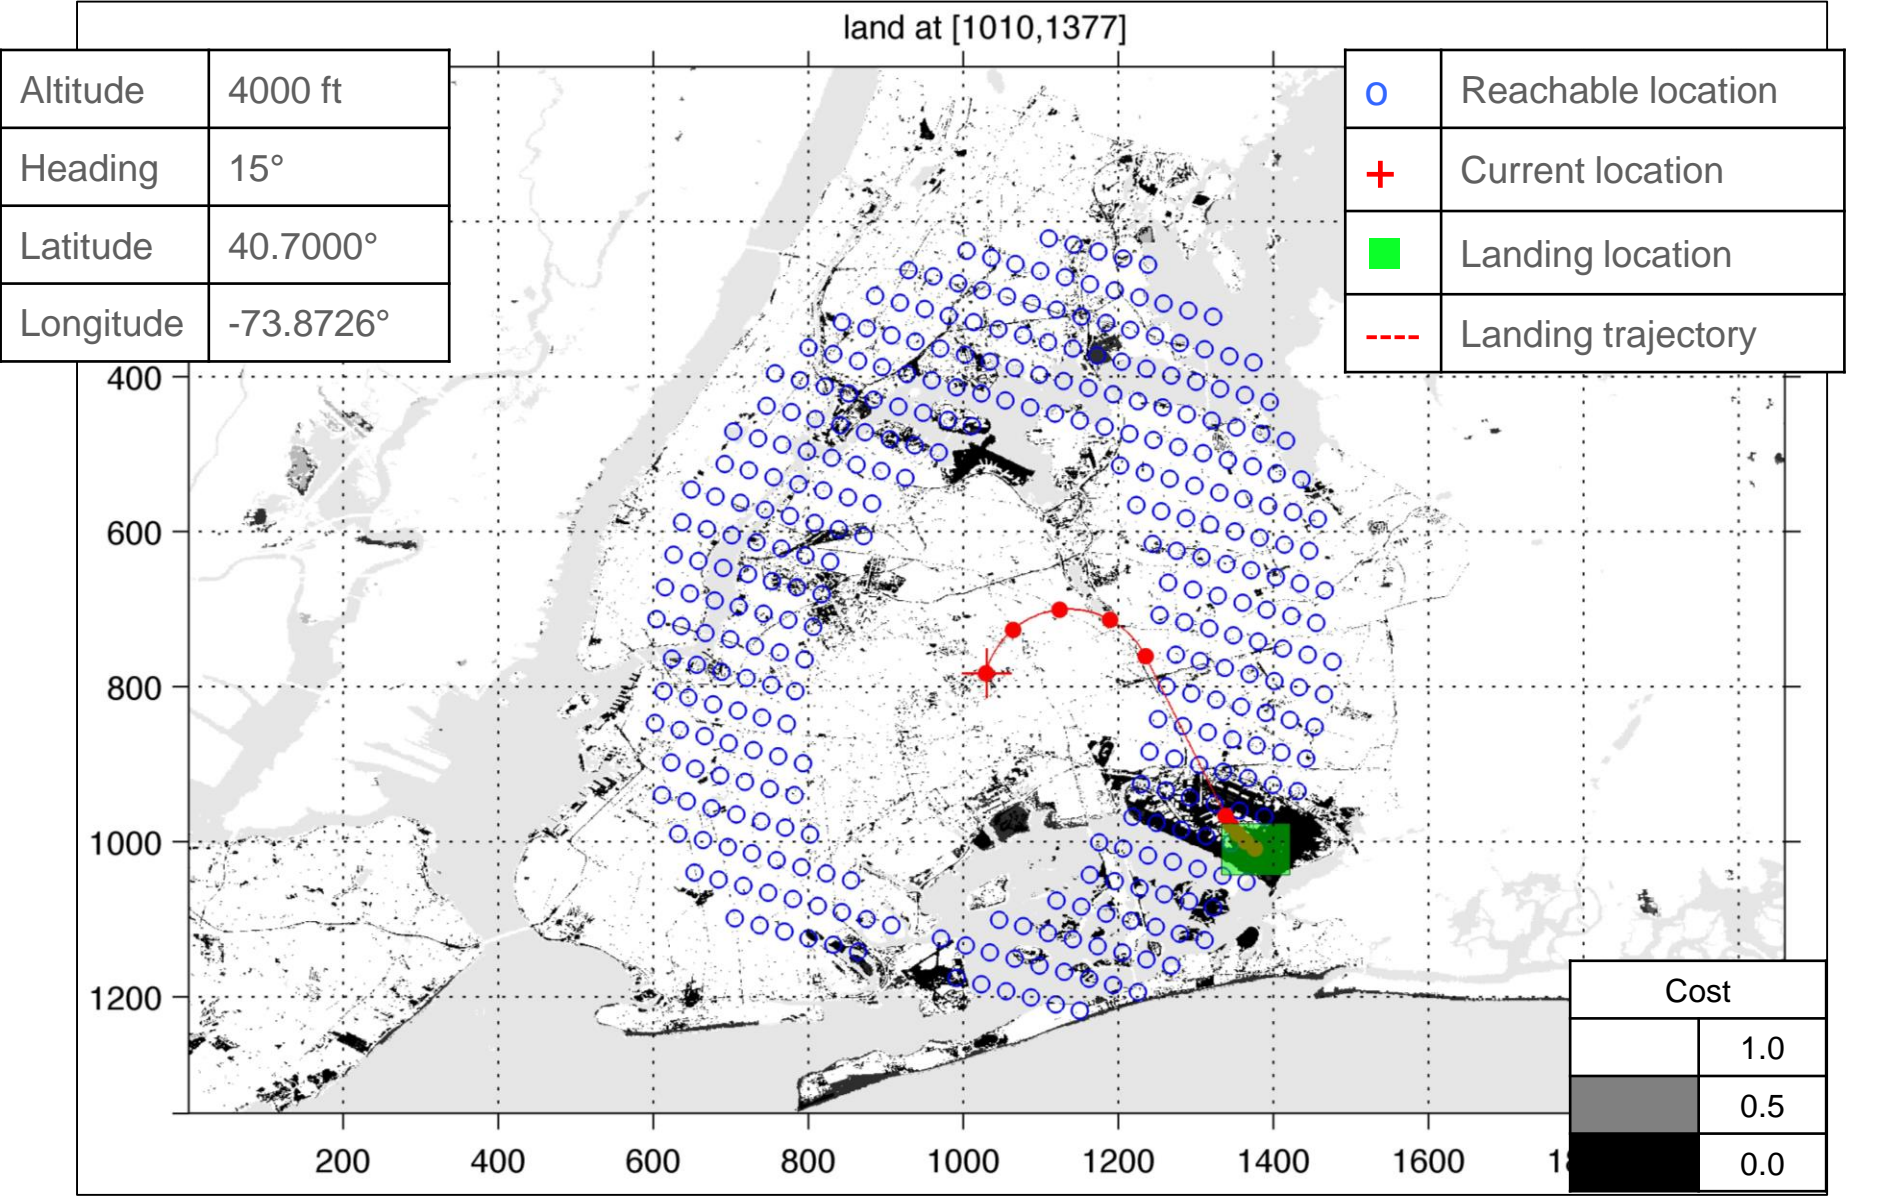 land at [1010,1377]
Altitude 4000 ft
Heading 15°
Latitude 40.7000°
Longitude -73.8726°
o Reachable location
+ Current location
Landing location
---- Landing trajectory
400
600
800
1000
1200
200 400 600 800 1000 1200 1400 1600
Cost
1.0
0.5
0.0